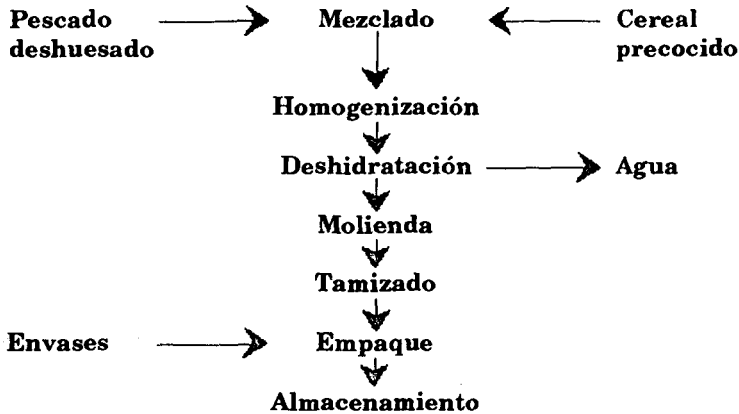 Pescado deshuesado
Mezclado
Cereal precocido
Homogenización
Deshidratación
Agua
Molienda
Tamizado
Envases
Empaque
Almacenamiento